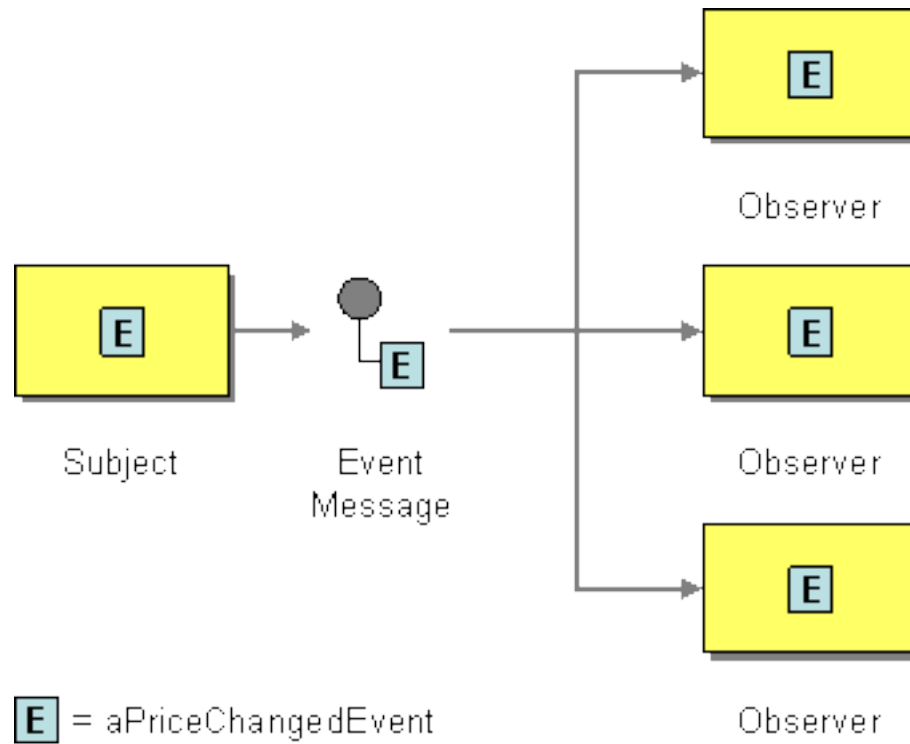 E
Observer
E
Subject
E
Event
Message
E
Observer
E
Observer
E = aPriceChangedEvent